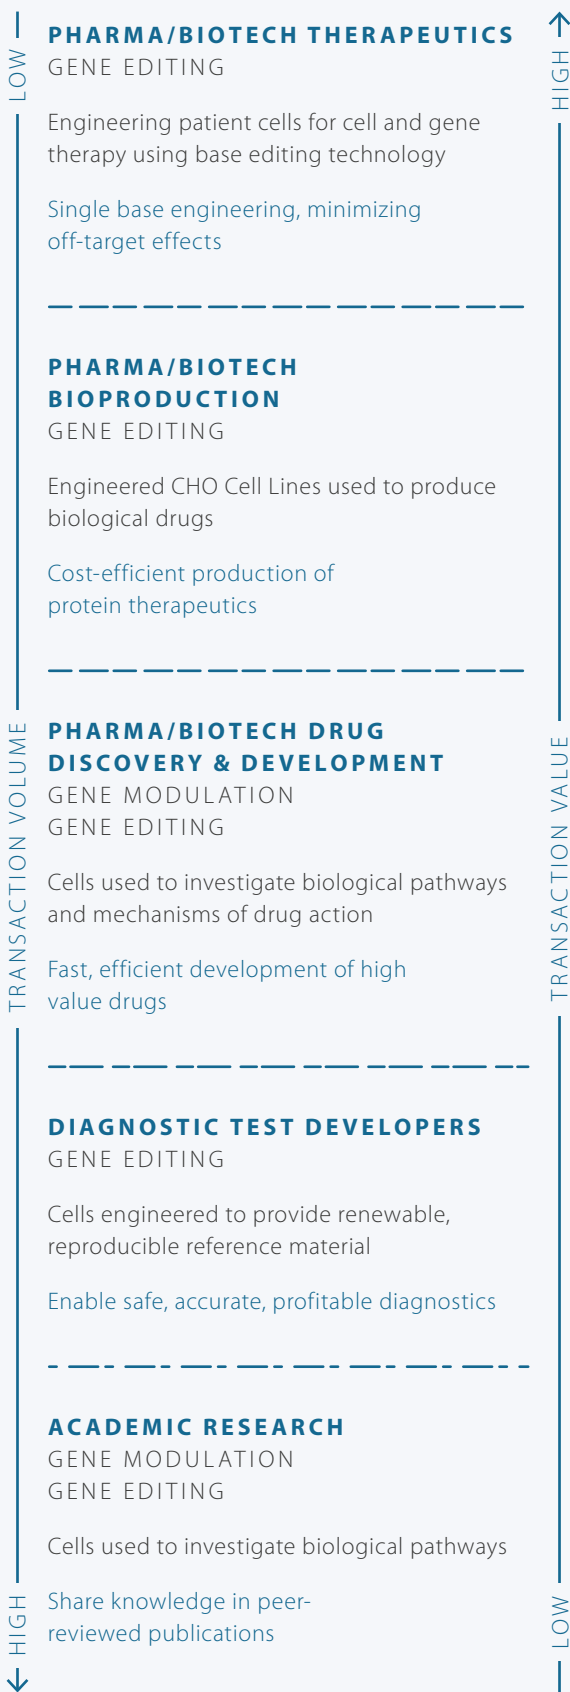 LOW
HIGH
PHARMA/BIOTECH THERAPEUTICS
GENE EDITING
Engineering patient cells for cell and gene
therapy using base editing technology
Single base engineering, minimizing
off-target effects
PHARMA/BIOTECH
BIOPRODUCTION
GENE EDITING
Engineered CHO Cell Lines used to produce
biological drugs
Cost-efficient production of
protein therapeutics
TRANSACTION VOLUME
TRANSACTION VALUE
PHARMA/BIOTECH DRUG
DISCOVERY & DEVELOPMENT
GENE MODULATION
GENE EDITING
Cells used to investigate biological pathways
and mechanisms of drug action
Fast, efficient development of high
value drugs
DIAGNOSTIC TEST DEVELOPERS
GENE EDITING
Cells engineered to provide renewable,
reproducible reference material
Enable safe, accurate, profitable diagnostics
ACADEMIC RESEARCH
GENE MODULATION
GENE EDITING
Cells used to investigate biological pathways
Share knowledge in peer-
reviewed publications
HIGH
LOW